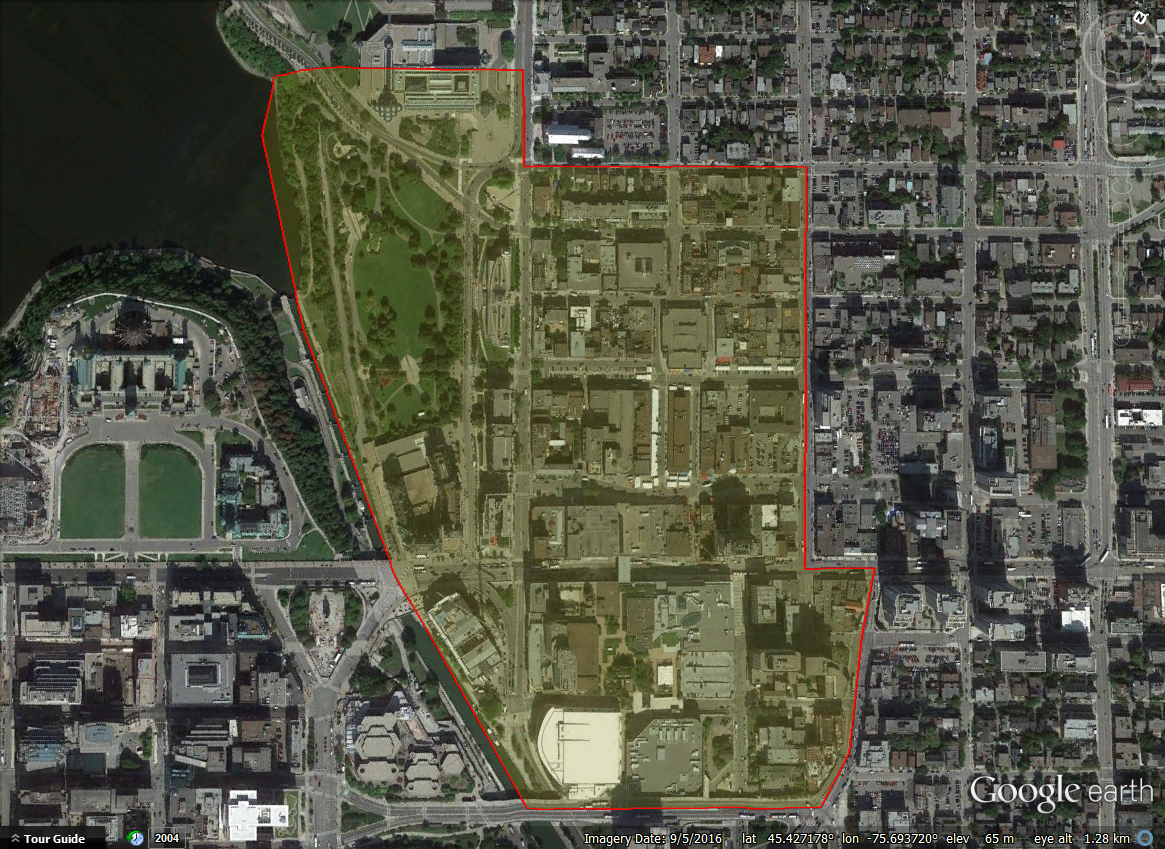 N
Google earth
Tour Guide
2004
Imagery Date: 9/5/2016 lat 45.427178° lon -75.693720° elev 65 m eye alt 1.28 km